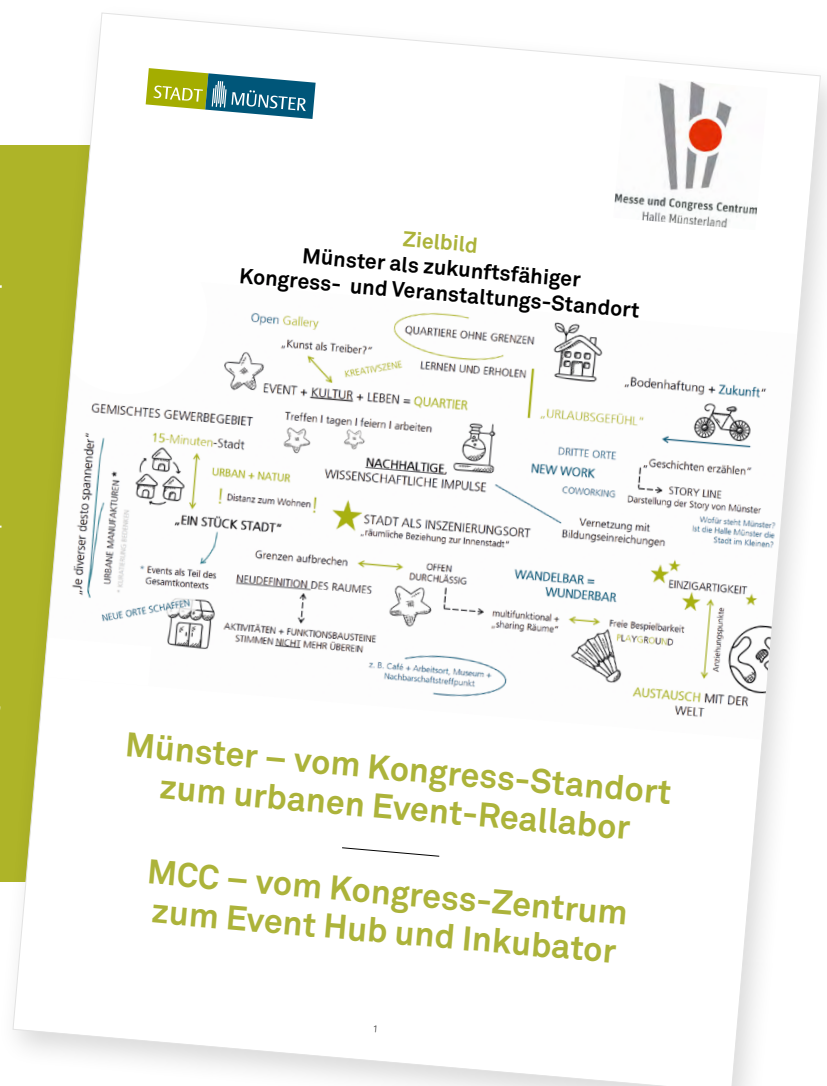 STADT MÜNSTER
Messe und Congress Centrum
Halle Münsterland
Zielbild
Münster als zukunftsfähiger
Kongress- und Veranstaltungs-Standort
Open Gallery
QUARTIERE OHNE GRENZEN
„Kunst als Treiber?“
KREATIVSZENE
LERNEN UND ERHOLEN
„Bodenhaftung + Zukunft“
EVENT + KULTUR + LEBEN = QUARTIER
GEMISCHTES GEWERBEGEBIET
Treffen I tagen I feiern I arbeiten
„URLAUBSGEFÜHL“
15-Minuten-Stadt
„Je diverser desto spannender“
URBANE MANUFAKTUREN *
* KURATIERUNG BEDENKEN
URBAN + NATUR
! Distanz zum Wohnen !
NACHHALTIGE,
WISSENSCHAFTLICHE IMPULSE
DRITTE ORTE
NEW WORK
COWORKING
„Geschichten erzählen“
STORY LINE
Darstellung der Story von Münster
Wofür steht Münster?
Ist die Halle Münster die
Stadt im Kleinen?
„EIN STÜCK STADT“
STADT ALS INSZENIERUNGSORT
„räumliche Beziehung zur Innenstadt“
Vernetzung mit
Bildungseinreichungen
* Events als Teil des
Gesamtkontexts
Grenzen aufbrechen
OFFEN
DURCHLÄSSIG
NEUDEFINITION DES RAUMES
WANDELBAR =
WUNDERBAR
EINZIGARTIGKEIT
NEUE ORTE SCHAFFEN
AKTIVITÄTEN + FUNKTIONSBAUSTEINE
STIMMEN NICHT MEHR ÜBEREIN
multifunktional +
„sharing Räume“
Freie Bespielbarkeit
PLAYGROUND
Anziehungspunkte
z. B. Café + Arbeitsort, Museum +
Nachbarschaftstreffpunkt
AUSTAUSCH MIT DER
WELT
Münster – vom Kongress-Standort
zum urbanen Event-Reallabor
MCC – vom Kongress-Zentrum
zum Event Hub und Inkubator
1